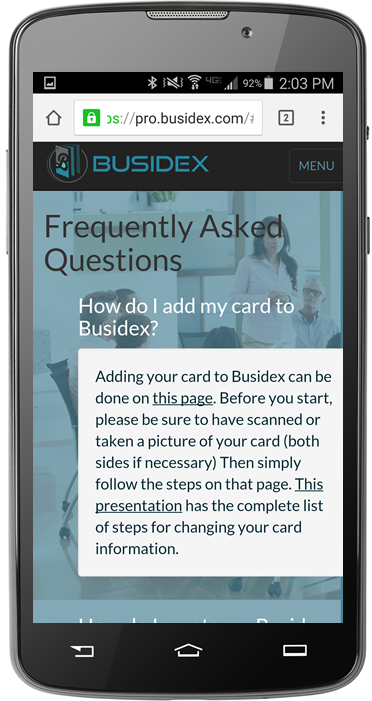 4G LTE 92% 2:03 PM
ps://pro.busidex.com/# 2
BUSIDEX MENU
Frequently Asked
Questions
How do I add my card to
Busidex?
Adding your card to Busidex can be
done on this page. Before you start,
please be sure to have scanned or
taken a picture of your card (both
sides if necessary) Then simply
follow the steps on that page. This
presentation has the complete list
of steps for changing your card
information.